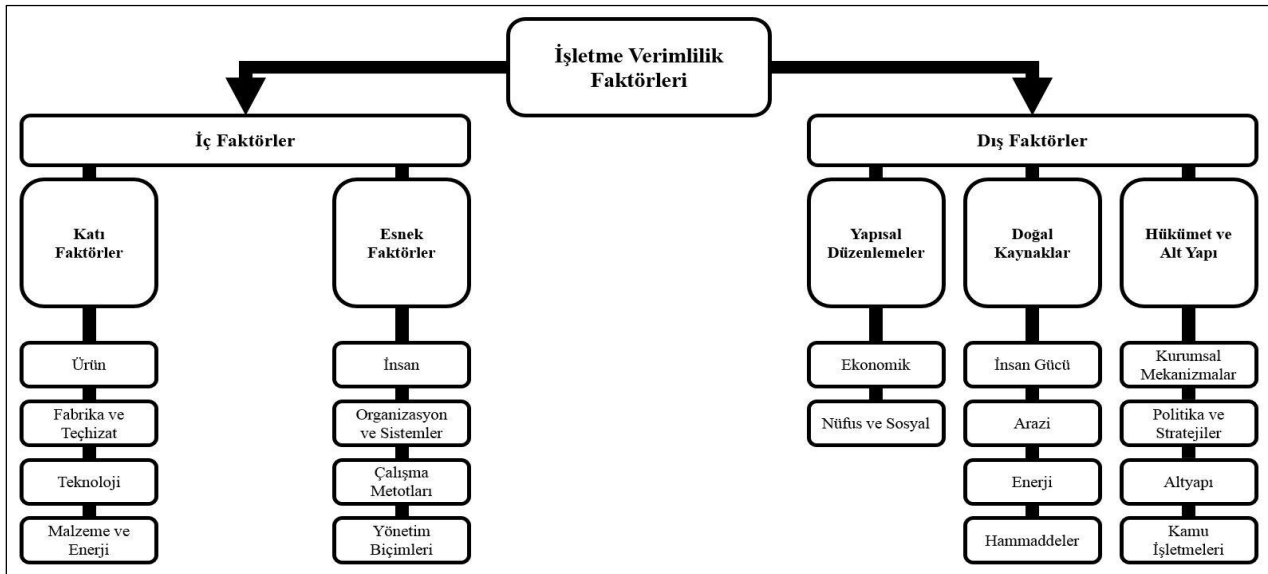 İşletme Verimlilik
Faktörleri
İç Faktörler
Dış Faktörler
Katı
Faktörler
Esnek
Faktörler
Yapısal
Düzenlemeler
Doğal
Kaynaklar
Hükümet ve
Alt Yapı
Ürün
Fabrika ve
Teçhizat
Teknoloji
Malzeme ve
Enerji
İnsan
Organizasyon
ve Sistemler
Çalışma
Metotları
Yönetim
Biçimleri
Ekonomik
Nüfus ve Sosyal
İnsan Gücü
Arazi
Enerji
Hammaddeler
Kurumsal
Mekanizmalar
Politika ve
Stratejiler
Altyapı
Kamu
İşletmeleri